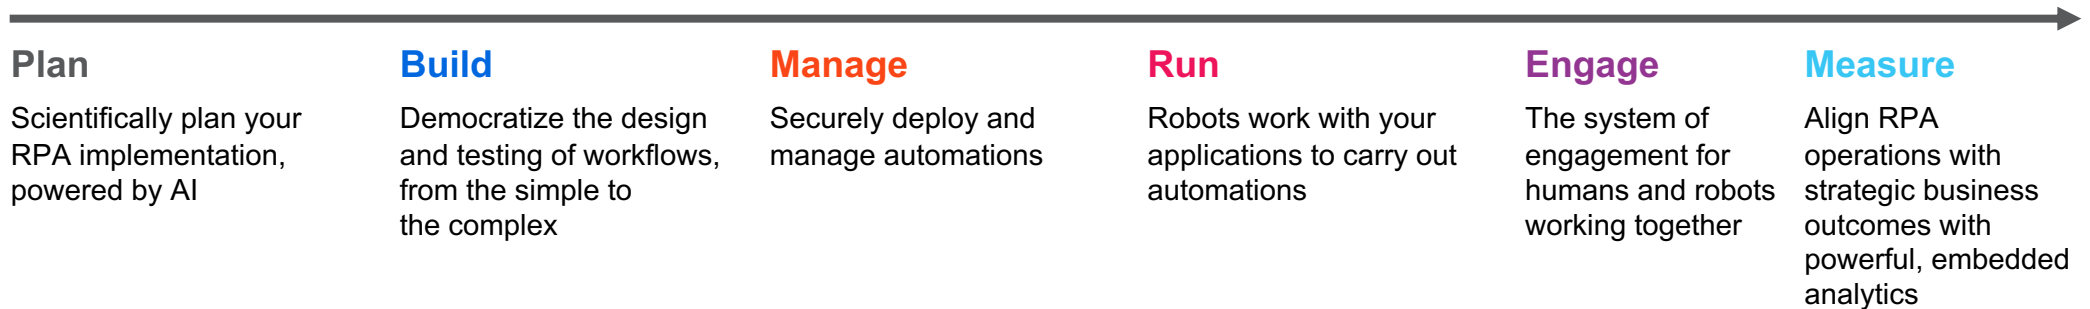 Plan
Scientifically plan your
RPA implementation,
powered by AI
Build
Democratize the design
and testing of workflows,
from the simple to
the complex
Manage
Securely deploy and
manage automations
Run
Robots work with your
applications to carry out
automations
Engage
The system of
engagement for
humans and robots
working together
Measure
Align RPA
operations with
strategic business
outcomes with
powerful, embedded
analytics